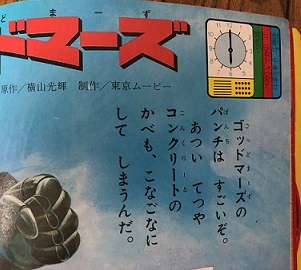 ドマーズ
原作／横山光輝 制作／東京ムービー
ゴッドマーズの
パンチは すごいぞ。
あつい てつや
コンクリートの
かべも、こなごなに
して しまうんだ。